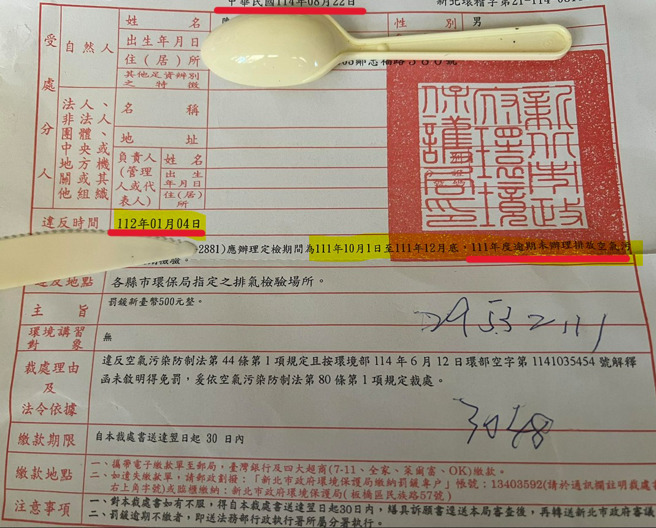 中華民國114年08月22日
新北環稽字第21-114-
受處分人
自然人
姓名
性別 男
出生年月日
住(居)所
其他足資辨別之特徵
法人、非法人團體、中央或地方機關或其他組織
名稱
地址
負責人(管理人或代表人)
姓名
出生年月日
住(居)所
新北市政府環境保護局印
違反時間 112年01月04日
2881)應辦理定檢期間為111年10月1日至111年12月底,111年度逾期未辦理排放空氣污
違反地點 各縣市環保局指定之排氣檢驗場所。
主旨 罰鍰新臺幣500元整。
環境講習對象 無
裁處理由及法令依據
違反空氣污染防制法第44條第1項規定且按環境部114年6月12日環部空字第1141035454號解釋
函未敘明得免罰,爰依空氣污染防制法第80條第1項規定裁處。
繳款期限 自本裁處書送達翌日起30日內
繳款地點
一、攜帶電子繳款單至郵局,臺灣銀行及四大超商(7-11、全家、萊爾富、OK)繳款。
二、如遺失繳款單,請郵政劃撥:「新北市政府環境保護局繳納罰鍰專戶」帳號:13403592(請於通訊欄註明裁處書
右上角字號)或臨櫃繳納:新北市政府環境保護局(板橋區民族路57號)
注意事項
一、對本裁處書如有不服,得自本裁處書送達翌日起30日內,繕具訴願書逕送本局審查後,再轉送新北市政府審議
二、罰鍰逾期不繳者,即送法務部行政執行署所屬分署執行。
29532111
3048